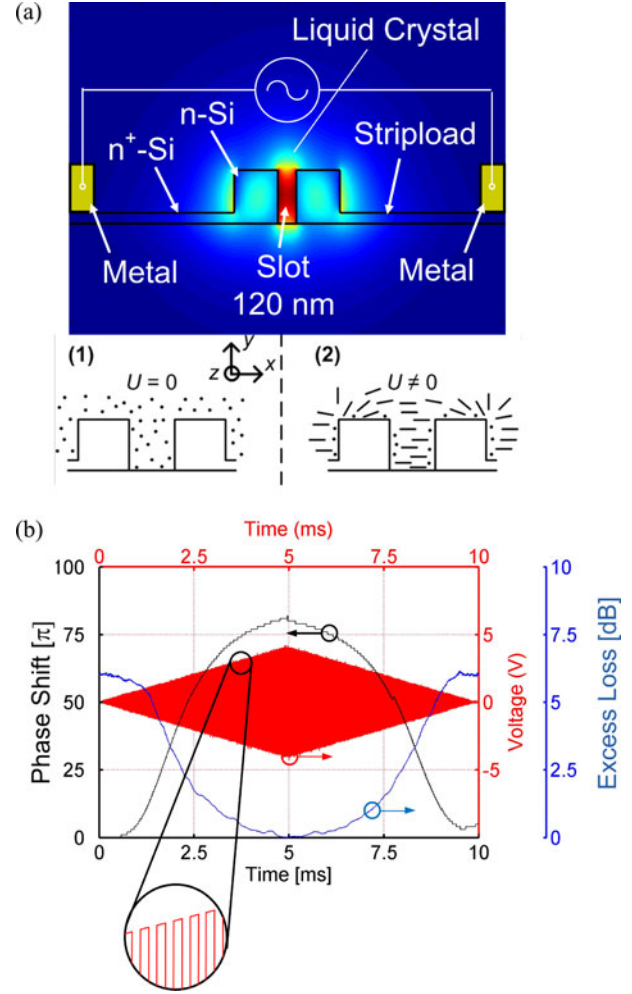 (a)
Liquid Crystal
n-Si
n+-Si
Stripload
Metal
Slot
120 nm
Metal
(1)
y
z
x
(2)
U = 0
U ≠ 0
(b)
Time (ms)
0 2.5 5 7.5 10
100
75
50
25
0
Phase Shift [π]
5
0
-5
Voltage (V)
10
7.5
5
2.5
0
Excess Loss [dB]
0 2.5 5 7.5 10
Time [ms]